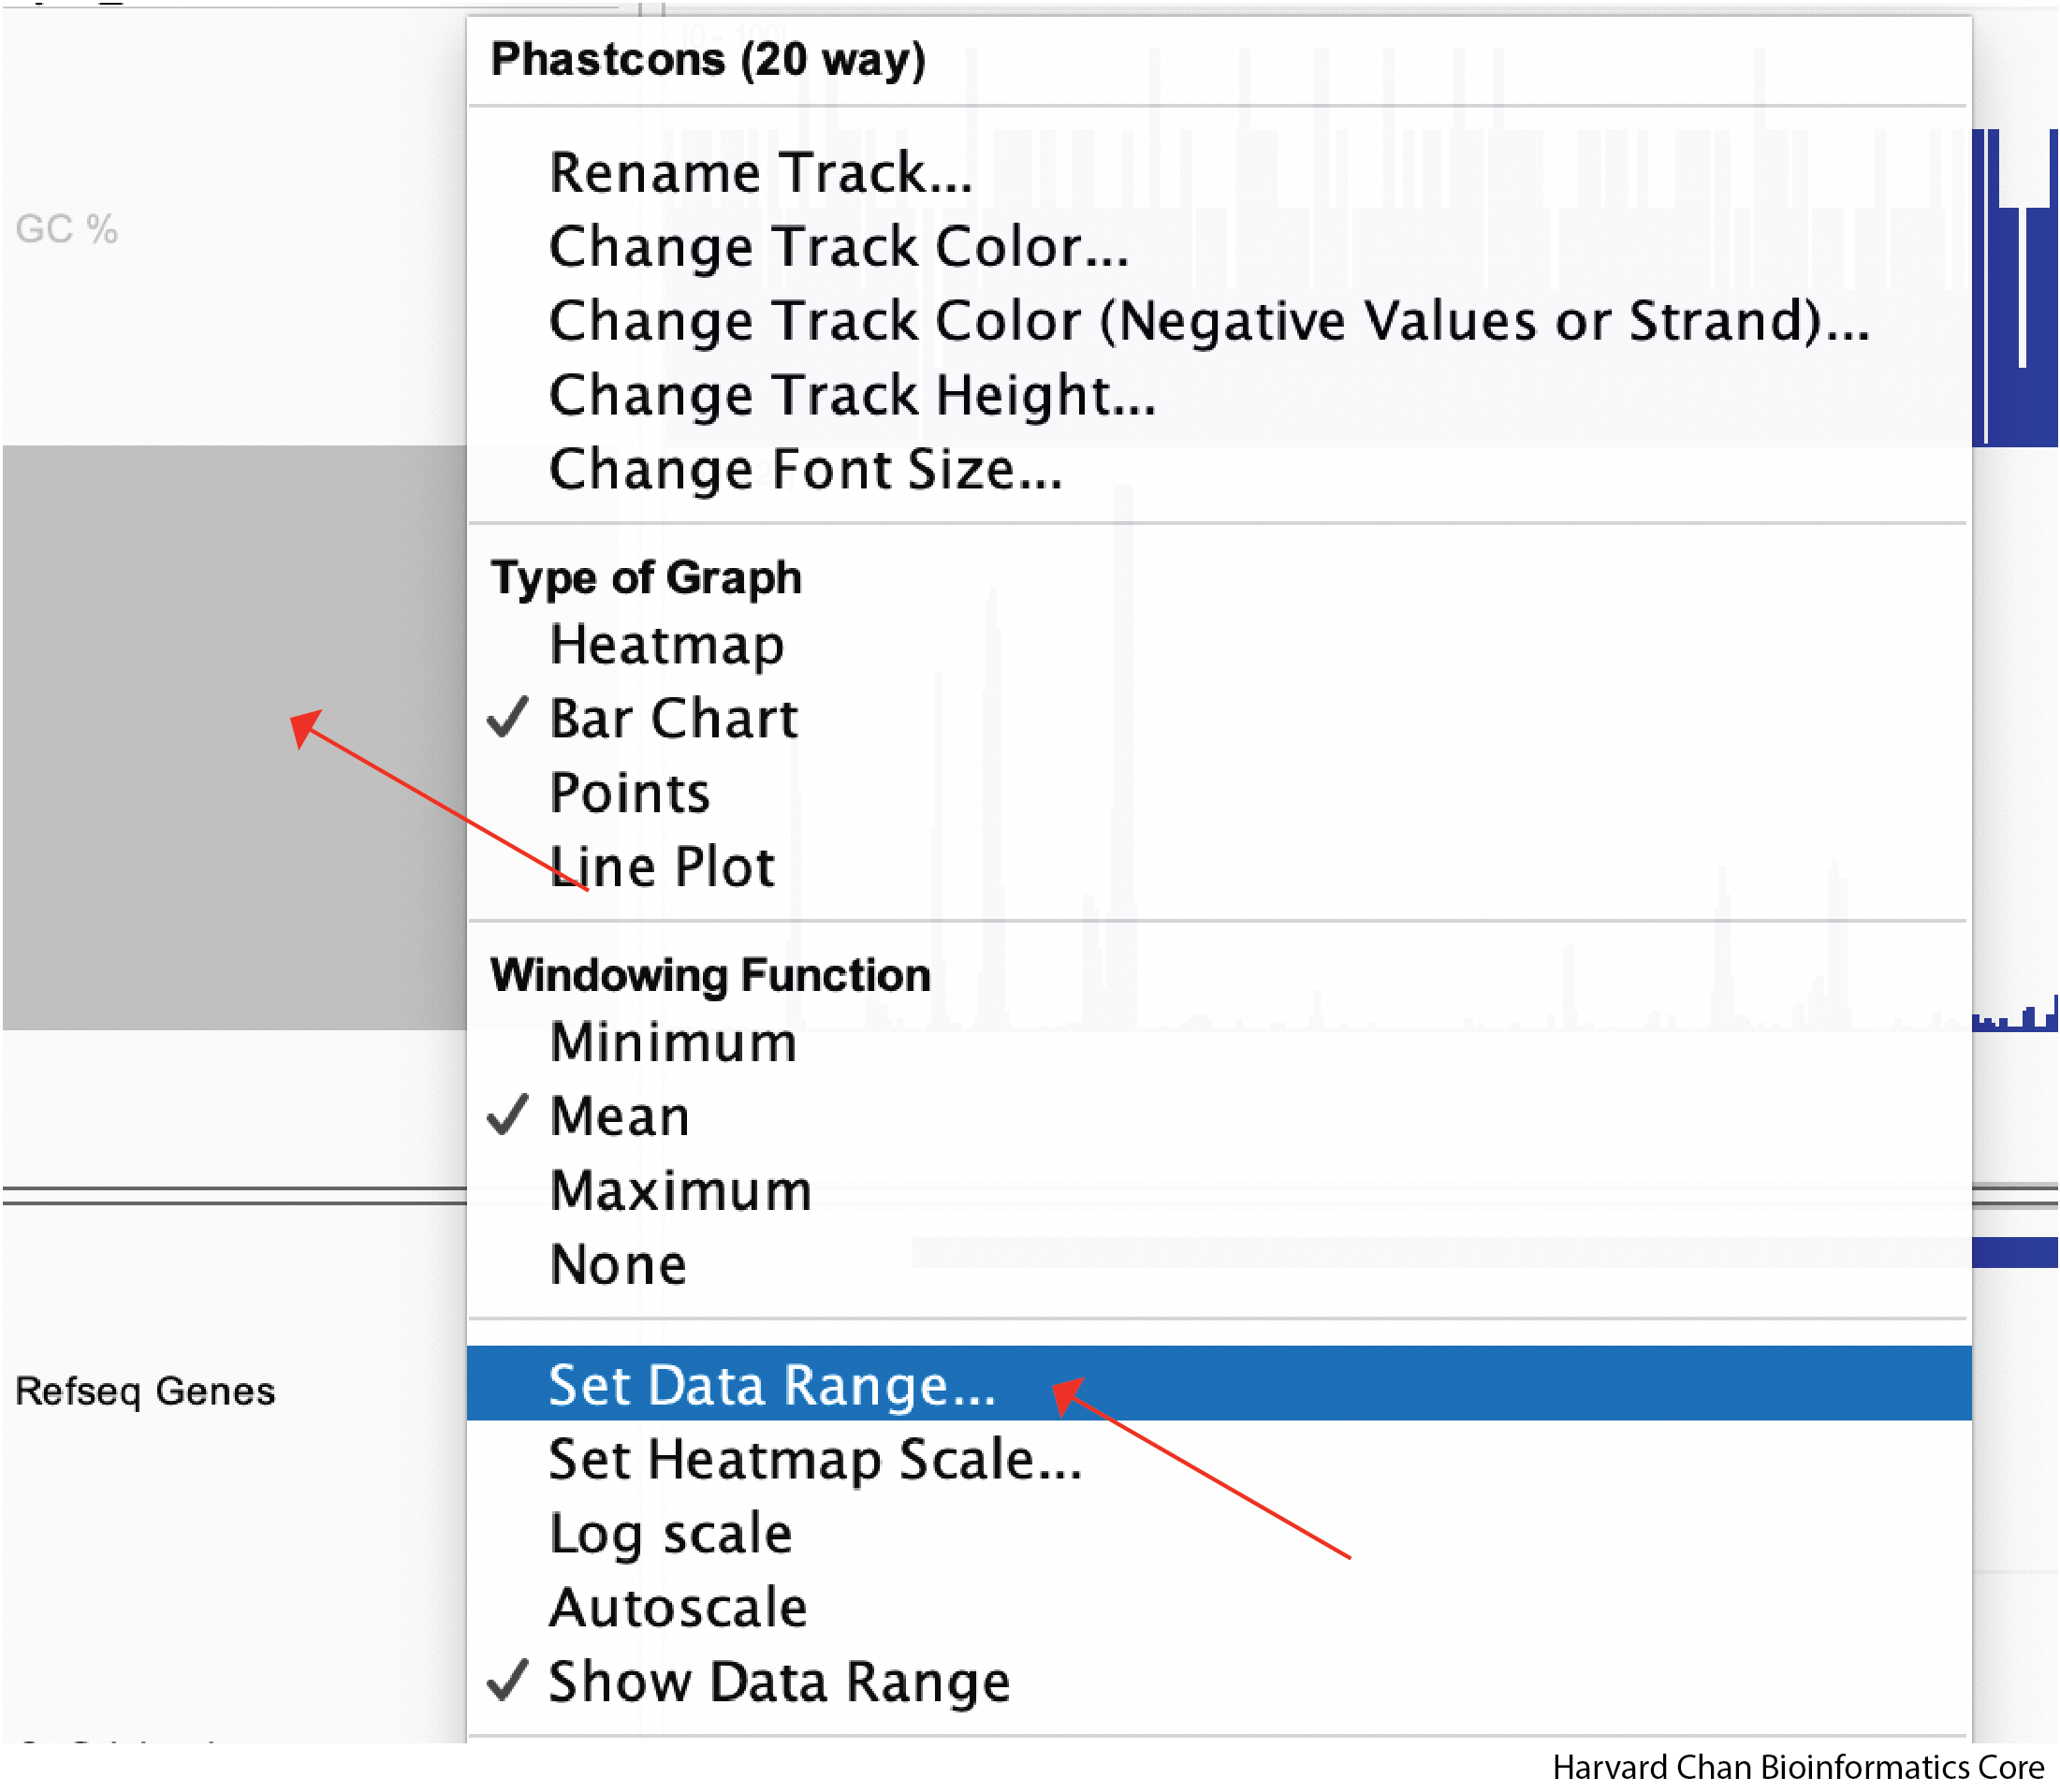 Phastcons (20 way)
Rename Track...
Change Track Color...
GC %
Change Track Color (Negative Values or Strand)...
Change Track Height...
Change Font Size...
Type of Graph
Heatmap
✓ Bar Chart
Points
Line Plot
Windowing Function
Minimum
✓ Mean
Maximum
None
Set Data Range...
Refseq Genes
Set Heatmap Scale...
Log scale
Autoscale
✓ Show Data Range
Harvard Chan Bioinformatics Core